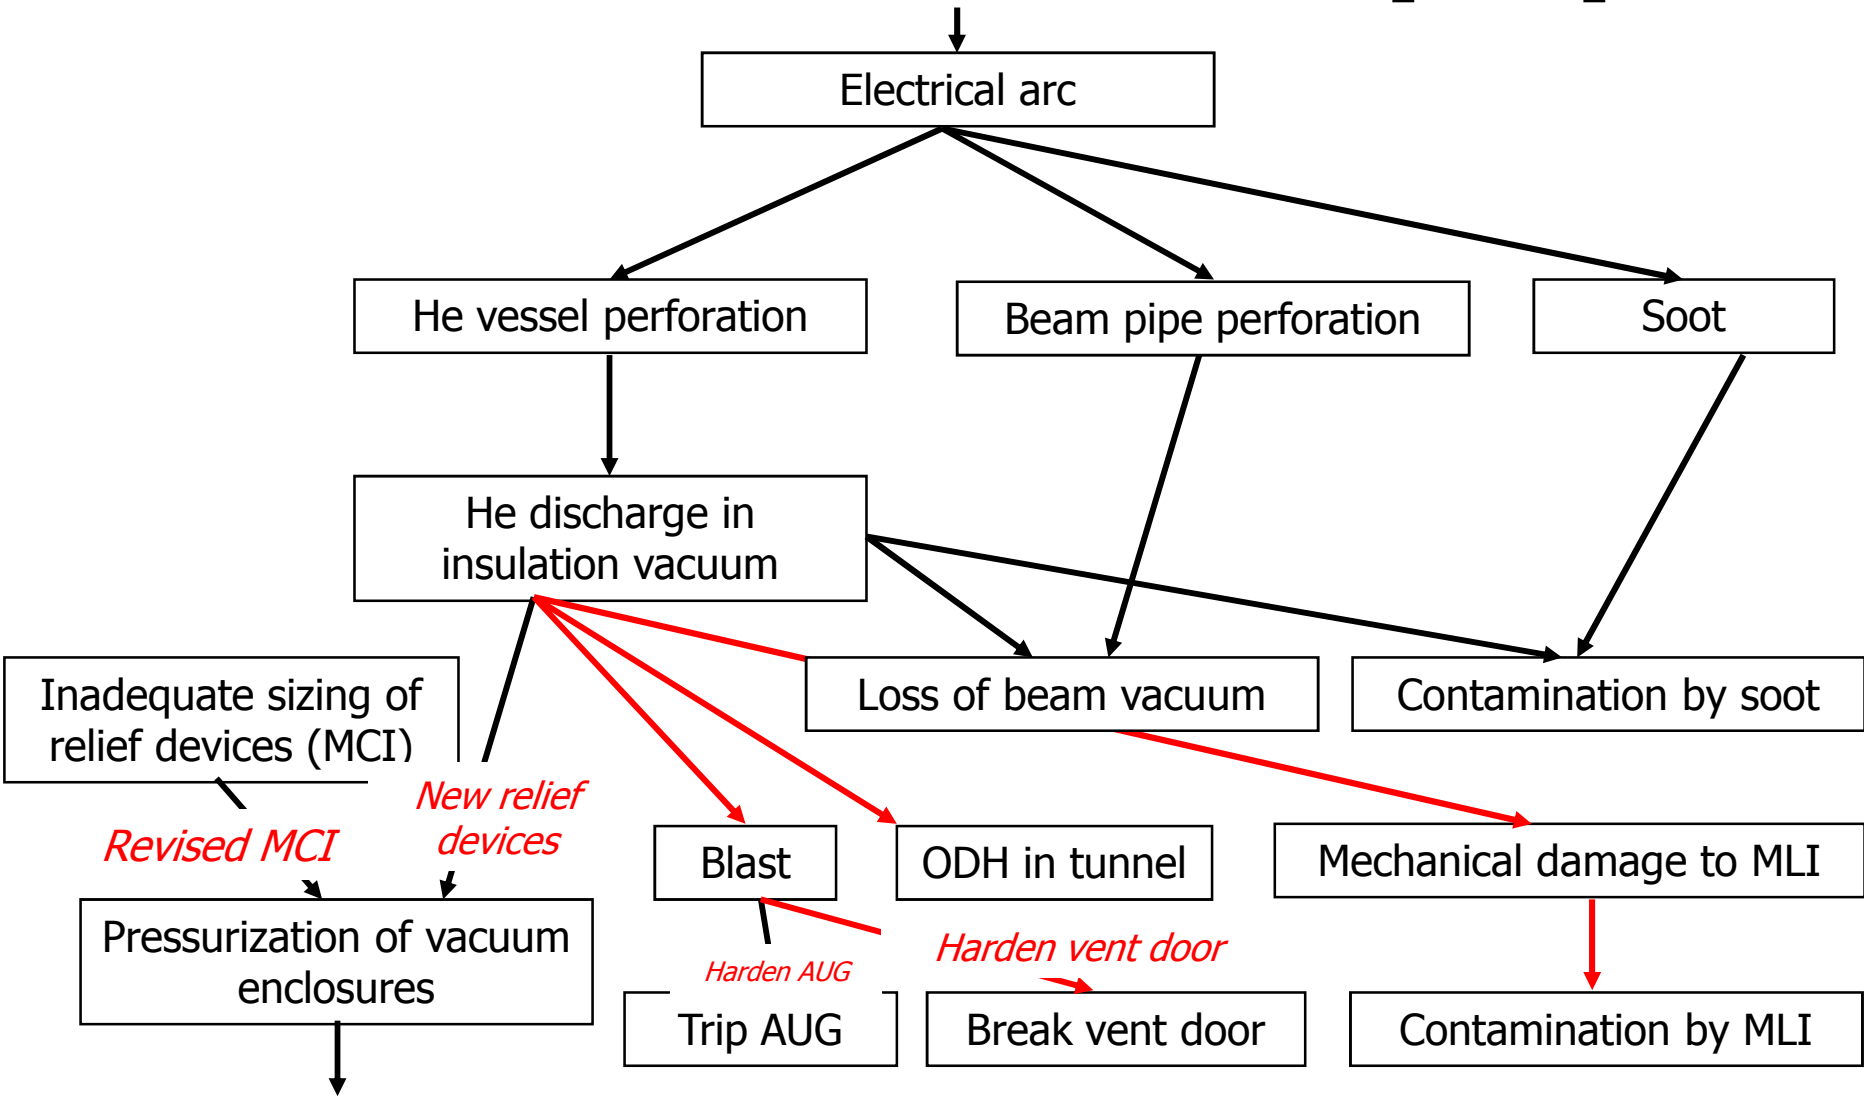 Electrical arc
He vessel perforation
Beam pipe perforation
Soot
He discharge in
insulation vacuum
Inadequate sizing of
relief devices (MCI)
Loss of beam vacuum
Contamination by soot
New relief
devices
Revised MCI
Blast
ODH in tunnel
Mechanical damage to MLI
Pressurization of vacuum
enclosures
Harden AUG
Harden vent door
Trip AUG
Break vent door
Contamination by MLI